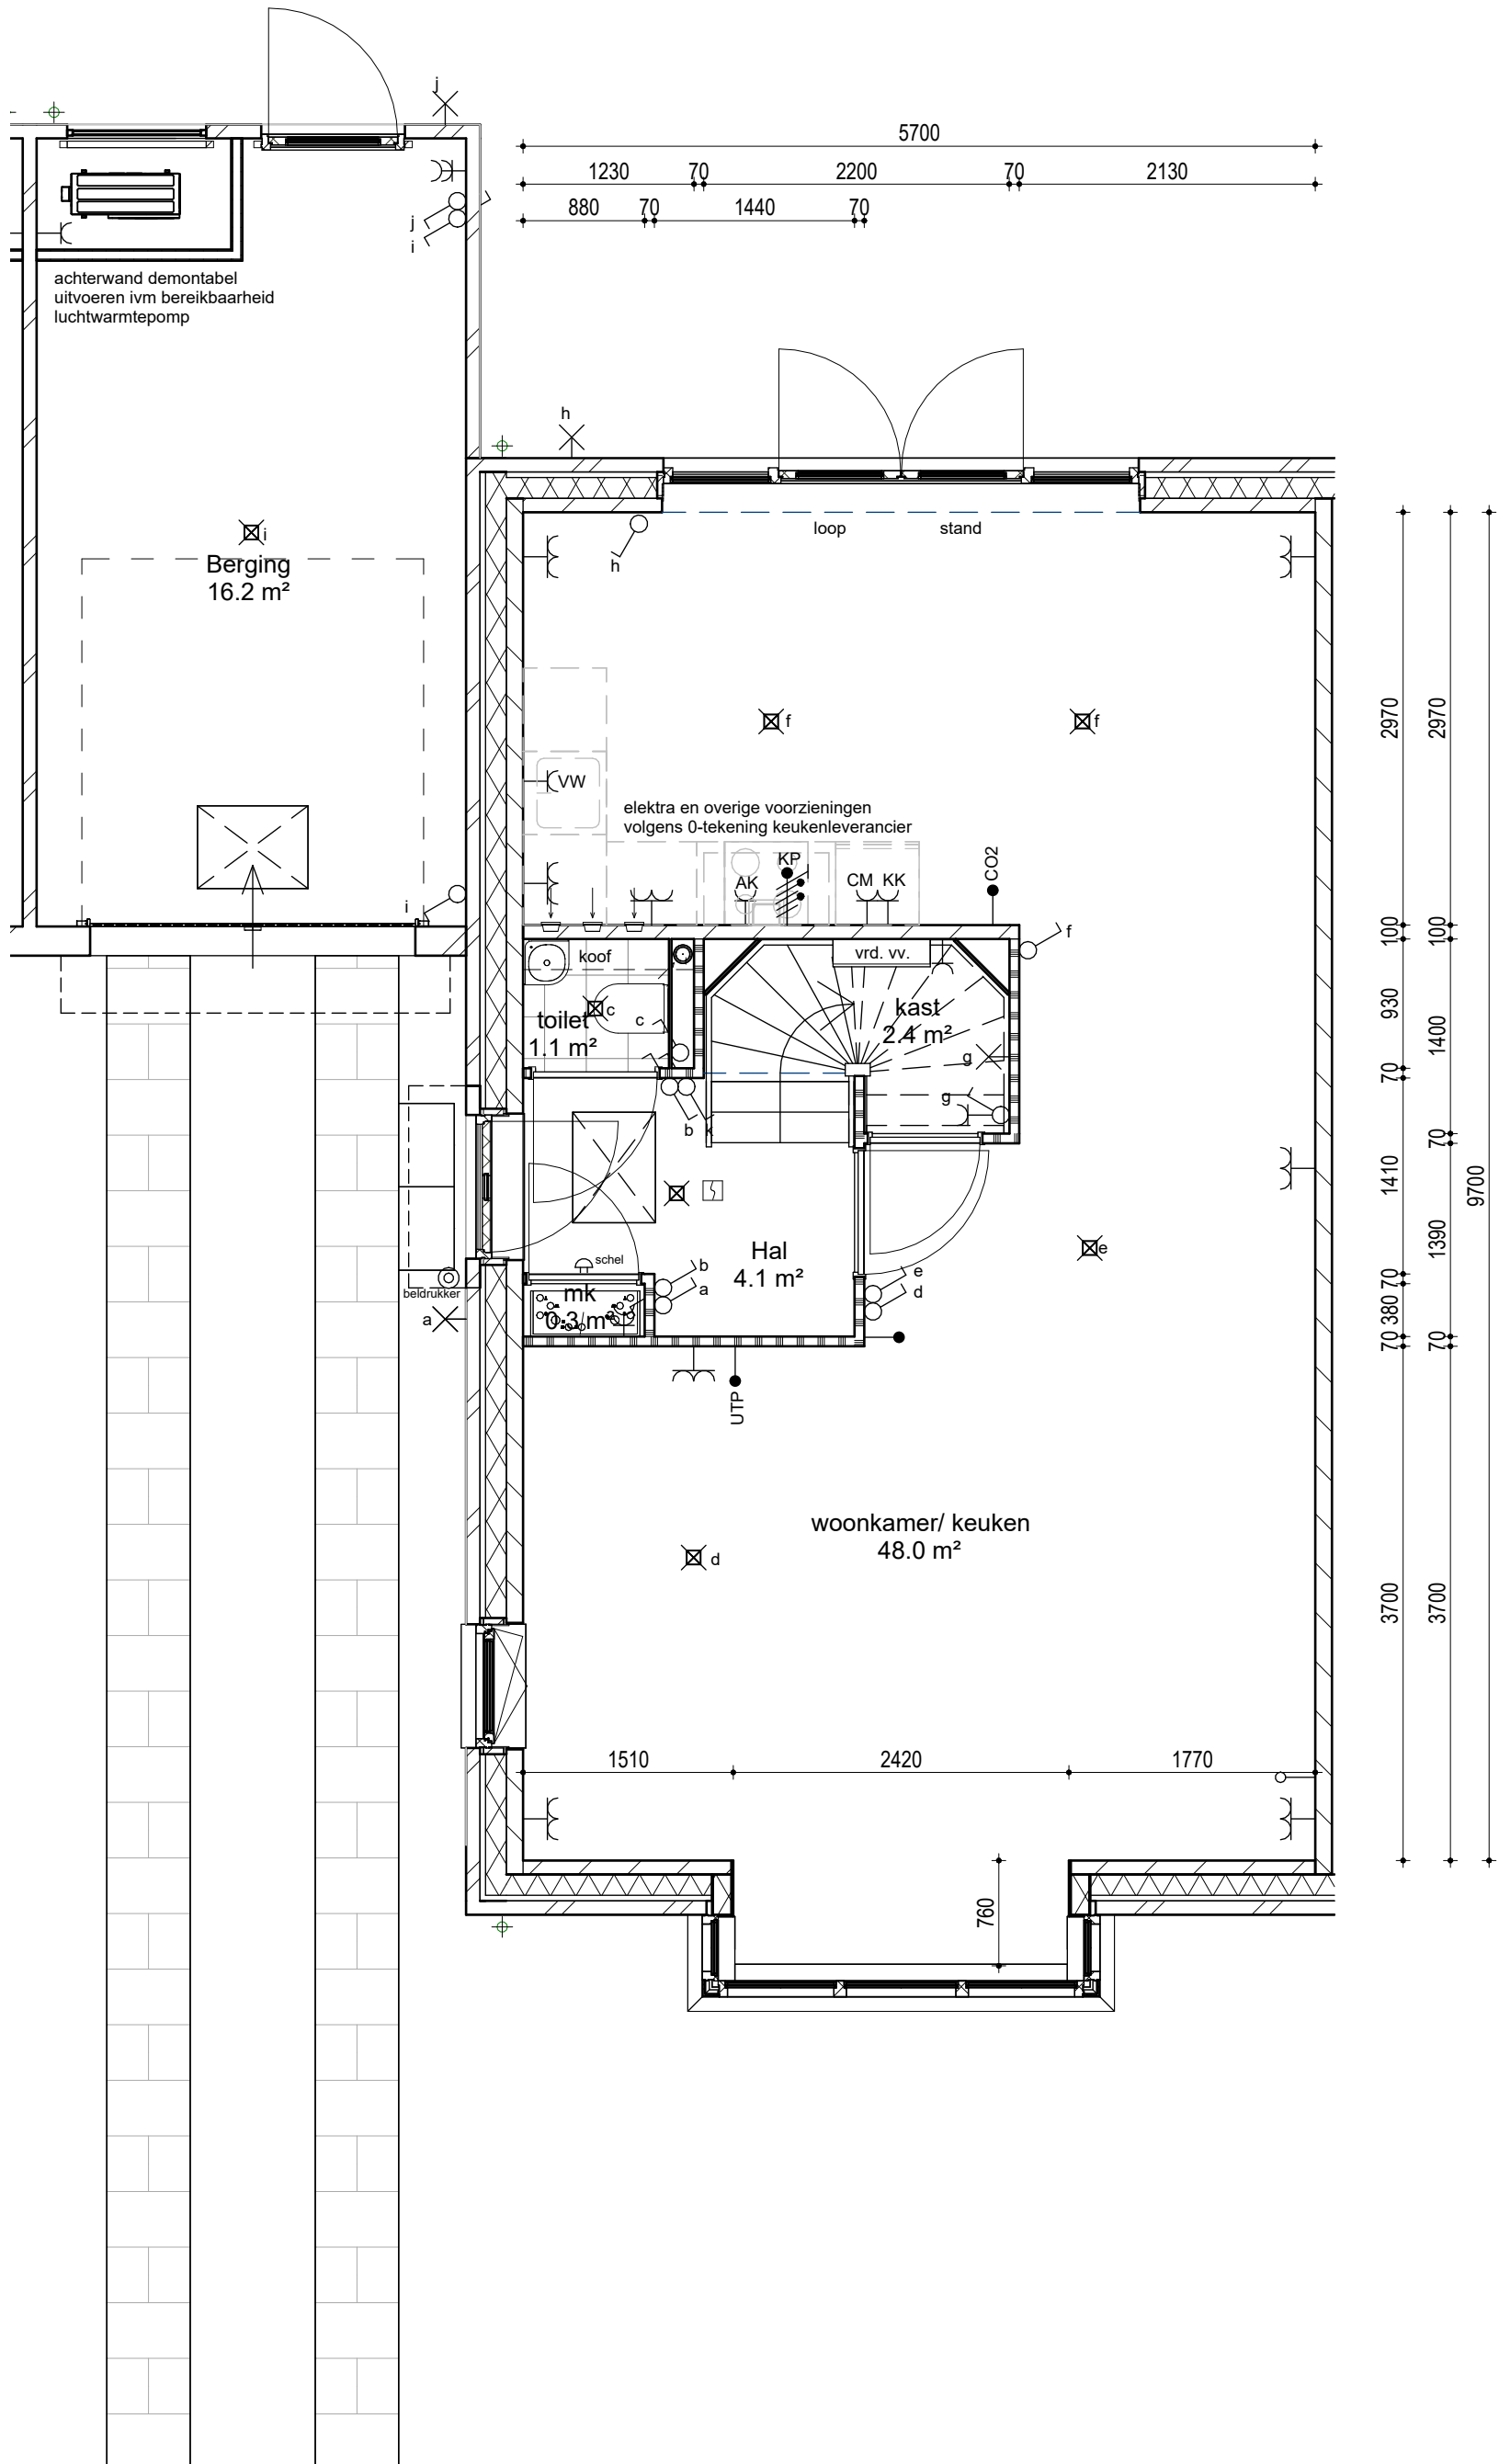 j
5700
1230 70 2200 70 2130
880 70 1440 70
j
i
achterwand demontabel
uitvoeren ivm bereikbaarheid
luchtwarmtepomp
h
loop stand
h
i
Berging
16.2 m²
f f
VW
elektra en overige voorzieningen
volgens 0-tekening keukenleverancier
KP
AK CM KK
CO2
i
f
koof
vrd. vv.
toilet
1.1 m²
c
c
kast
2.4 m²
g
g
b k
schel
Hal
4.1 m²
mk
0.3 m²
b
a
e
d
e
beldrukker
a
UTP
woonkamer/ keuken
48.0 m²
d
1510 2420 1770
760
2970
100
930
70
1410
70
380
70
3700
2970
100
1400
70
1390
70
3700
9700